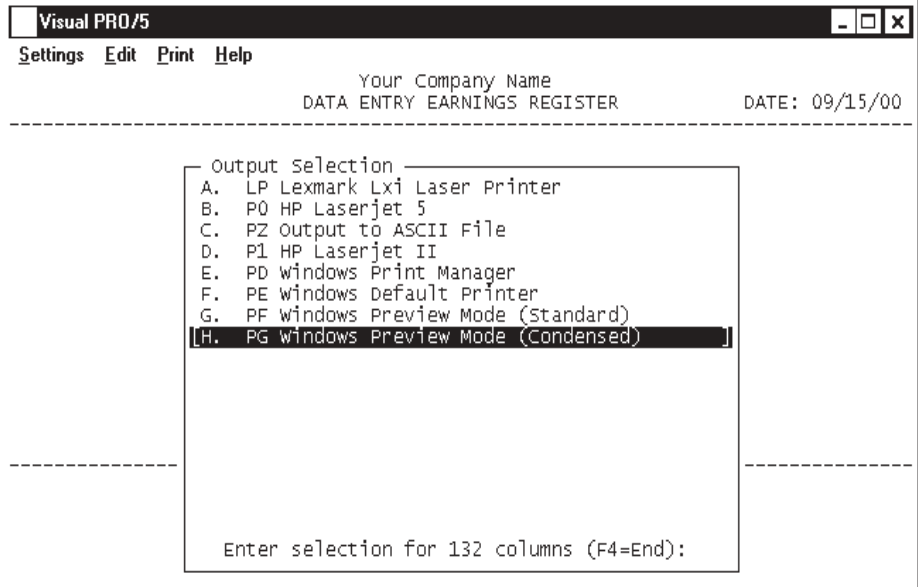 Visual PRO/5
Settings Edit Print Help
Your Company Name
DATA ENTRY EARNINGS REGISTER DATE: 09/15/00
Output Selection
A. LP Lexmark Lxi Laser Printer
B. P0 HP Laserjet 5
C. PZ Output to ASCII File
D. P1 HP Laserjet II
E. PD Windows Print Manager
F. PE Windows Default Printer
G. PF Windows Preview Mode (Standard)
[H. PG Windows Preview Mode (Condensed) ]
Enter selection for 132 columns (F4=End):